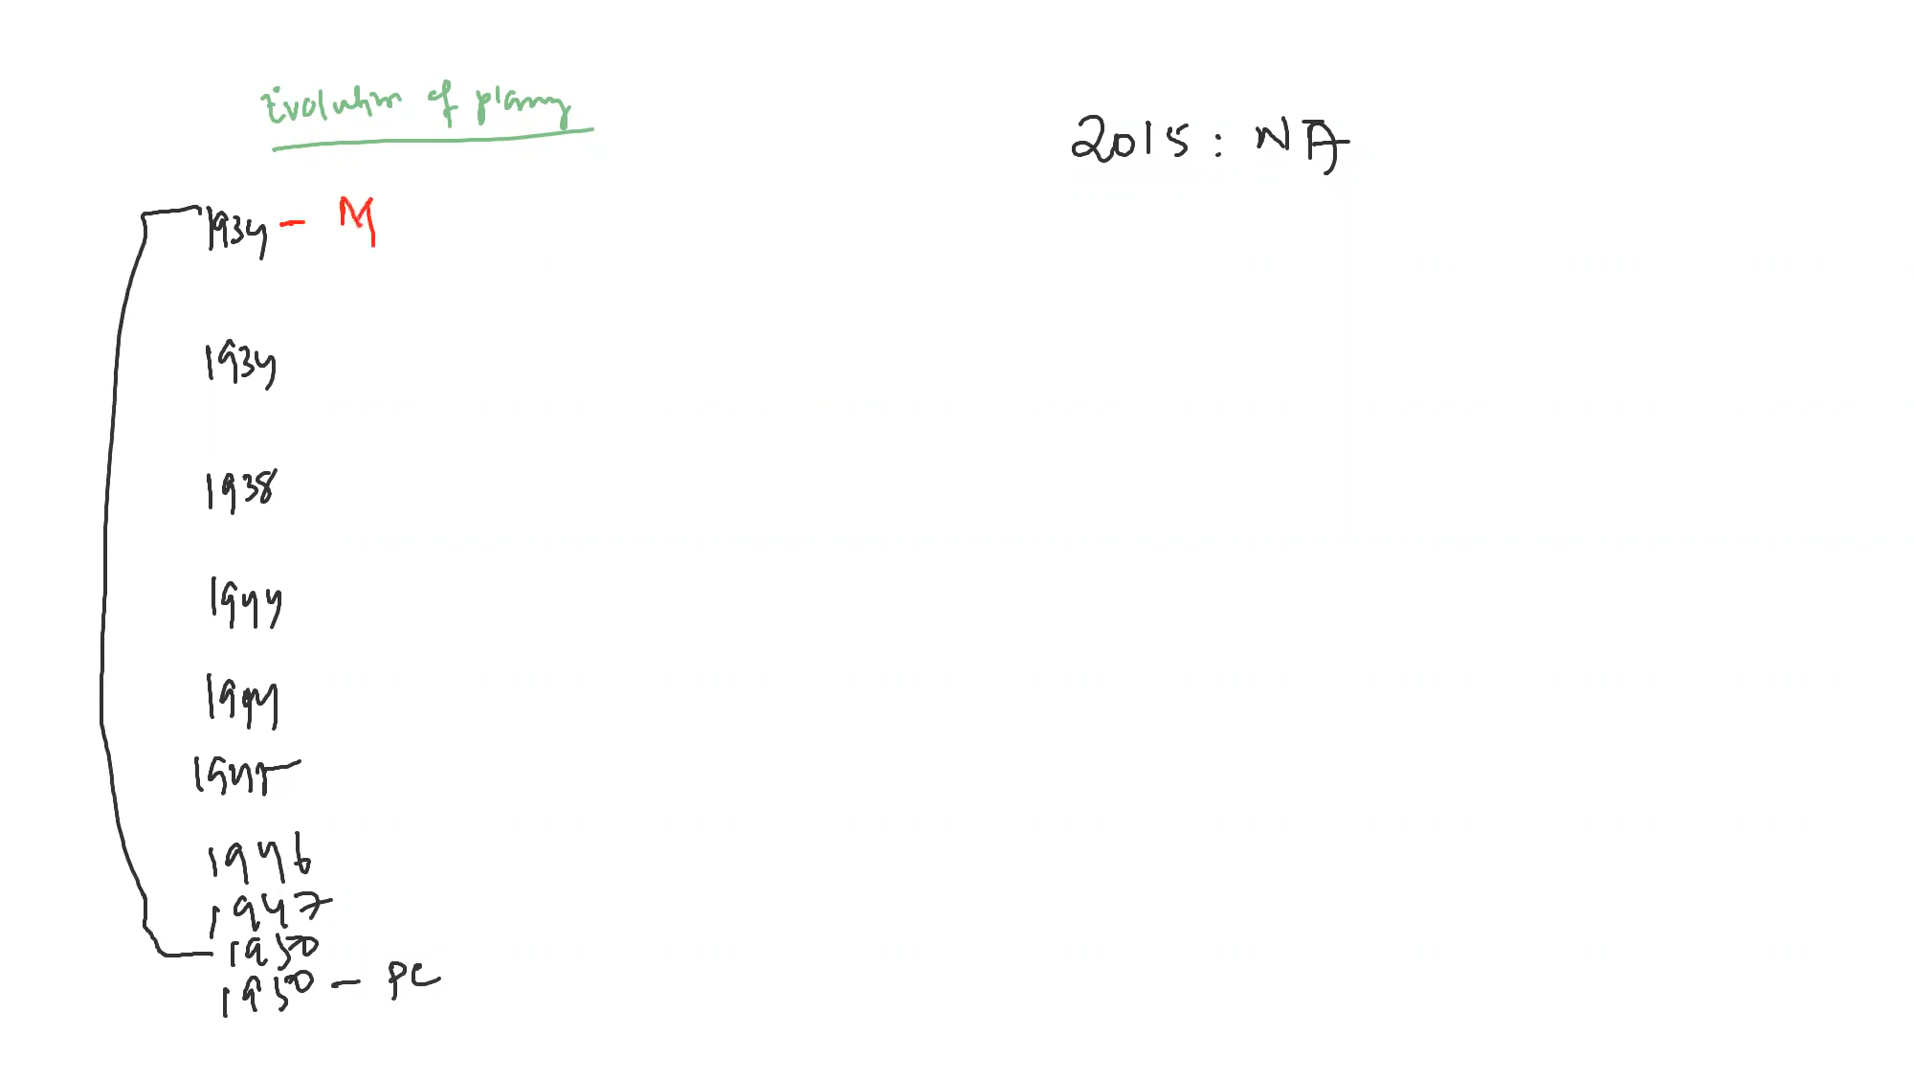 Evolution of planning
2015 : NA
1934 - M
1934
1938
1944
1944
1945
1946
1947
1950
1950 - PC